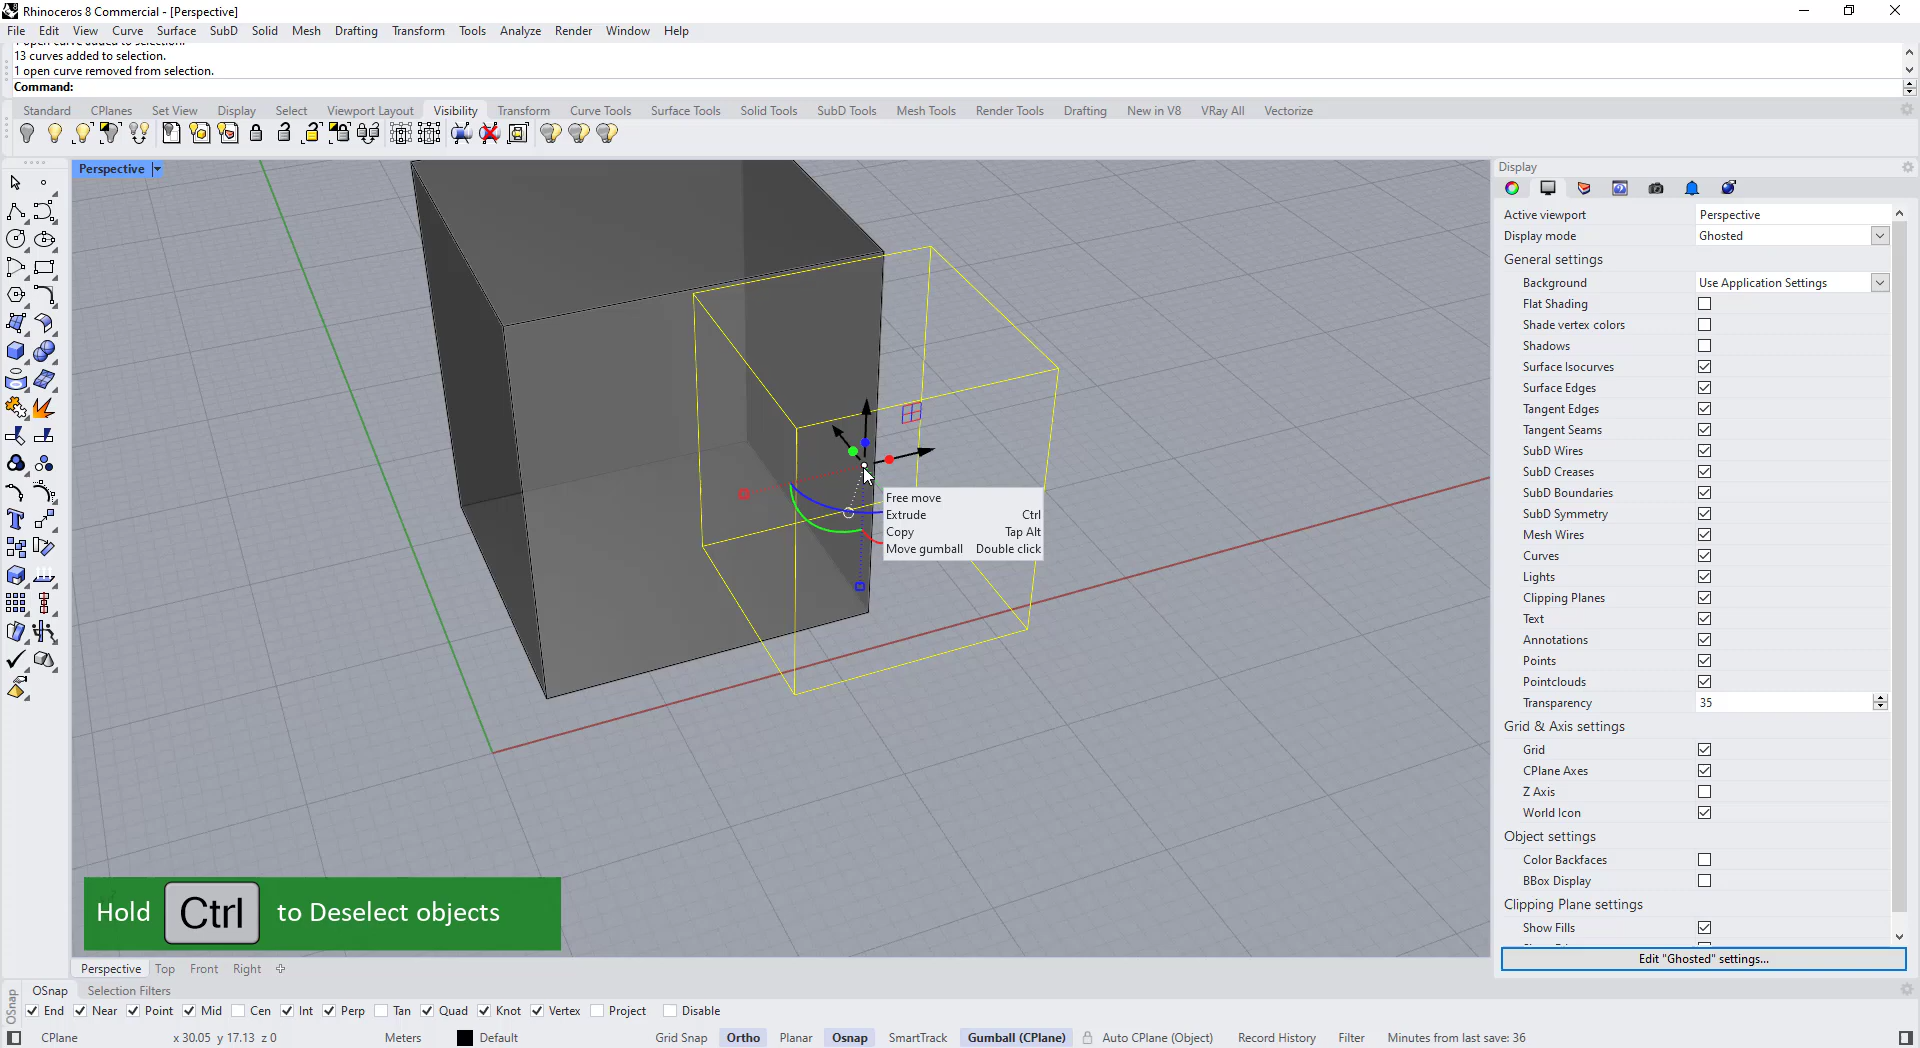 Rhinoceros 8 Commercial - [Perspective]
File Edit View Curve Surface SubD Solid Mesh Drafting Transform Tools Analyze Render Window Help
1 open curve added to selection.
13 curves added to selection.
1 open curve removed from selection.
Command:
Standard CPlanes Set View Display Select Viewport Layout Visibility Transform Curve Tools Surface Tools Solid Tools SubD Tools Mesh Tools Render Tools Drafting New in V8 VRay All Vectorize
Perspective
Display
Active viewport Perspective
Display mode Ghosted
General settings
Background Use Application Settings
Flat Shading
Shade vertex colors
Shadows
Surface Isocurves
Surface Edges
Tangent Edges
Tangent Seams
SubD Wires
SubD Creases
SubD Boundaries
SubD Symmetry
Mesh Wires
Curves
Lights
Clipping Planes
Text
Annotations
Points
Pointclouds
Transparency 35
Grid & Axis settings
Grid
CPlane Axes
Z Axis
World Icon
Object settings
Color Backfaces
BBox Display
Clipping Plane settings
Show Fills
Edit "Ghosted" settings...
Free move
Extrude Ctrl
Copy Tap Alt
Move gumball Double click
Hold Ctrl to Deselect objects
Perspective Top Front Right
OSnap Selection Filters
OSnap
End Near Point Mid Cen Int Perp Tan Quad Knot Vertex Project Disable
CPlane x 30.05 y 17.13 z 0 Meters Default Grid Snap Ortho Planar Osnap SmartTrack Gumball (CPlane) Auto CPlane (Object) Record History Filter Minutes from last save: 36